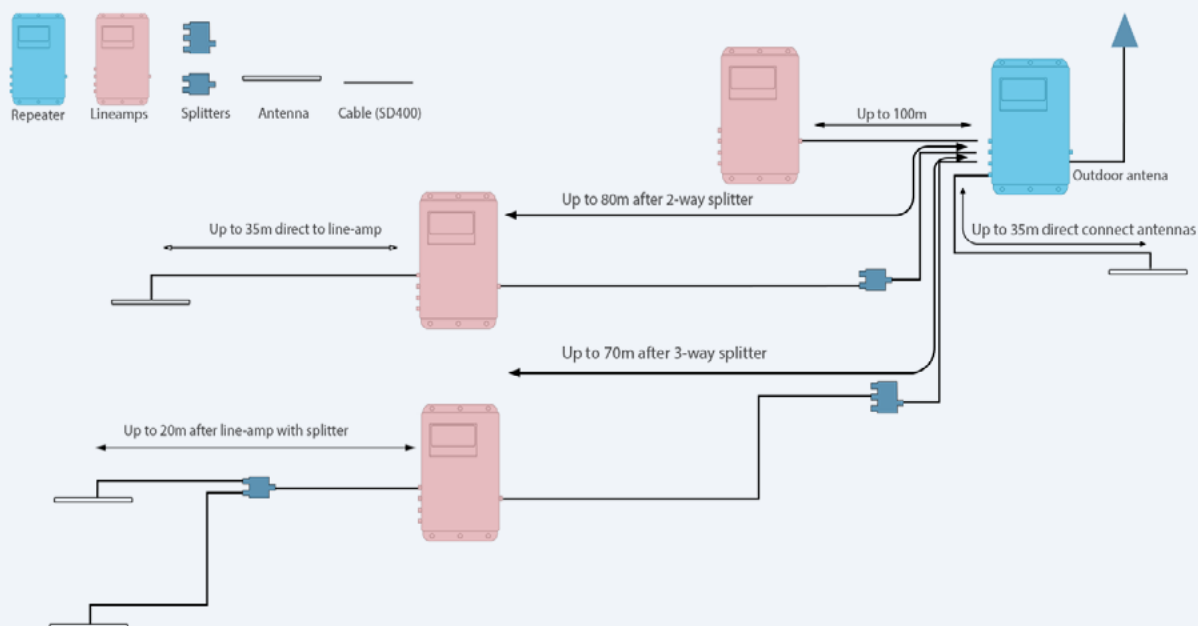 Repeater
Lineamps
Splitters
Antenna
Cable (SD400)
Up to 100m
Outdoor antena
Up to 80m after 2-way splitter
Up to 35m direct to line-amp
Up to 35m direct connect antennas
Up to 70m after 3-way splitter
Up to 20m after line-amp with splitter